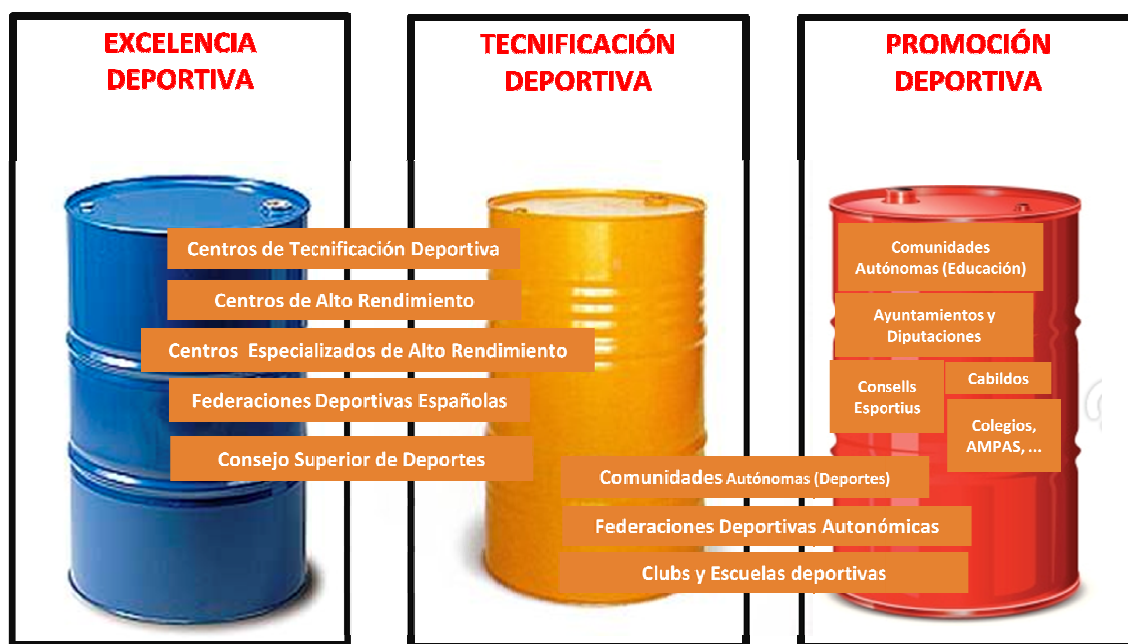 EXCELENCIA
DEPORTIVA
TECNIFICACIÓN
DEPORTIVA
PROMOCIÓN
DEPORTIVA
Centros de Tecnificación Deportiva
Centros de Alto Rendimiento
Centros Especializados de Alto Rendimiento
Federaciones Deportivas Españolas
Consejo Superior de Deportes
Comunidades
Autónomas (Educación)
Ayuntamientos y
Diputaciones
Consells
Esportius
Cabildos
Colegios,
AMPAS, ...
Comunidades Autónomas (Deportes)
Federaciones Deportivas Autonómicas
Clubs y Escuelas deportivas